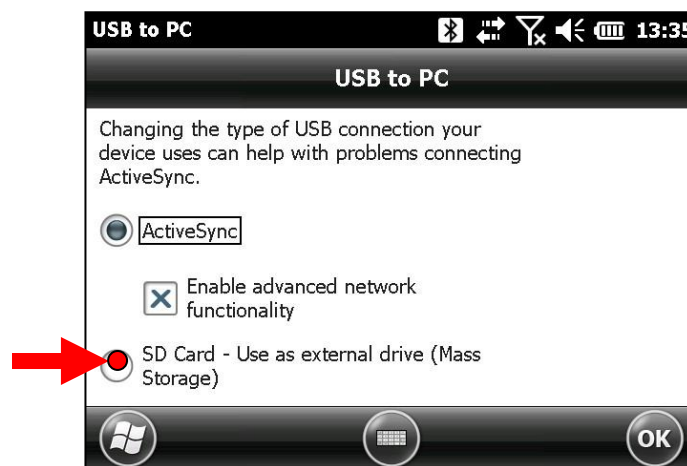 USB to PC 13:35
USB to PC
Changing the type of USB connection your
device uses can help with problems connecting
ActiveSync.
ActiveSync
Enable advanced network
functionality
SD Card - Use as external drive (Mass
Storage)
OK